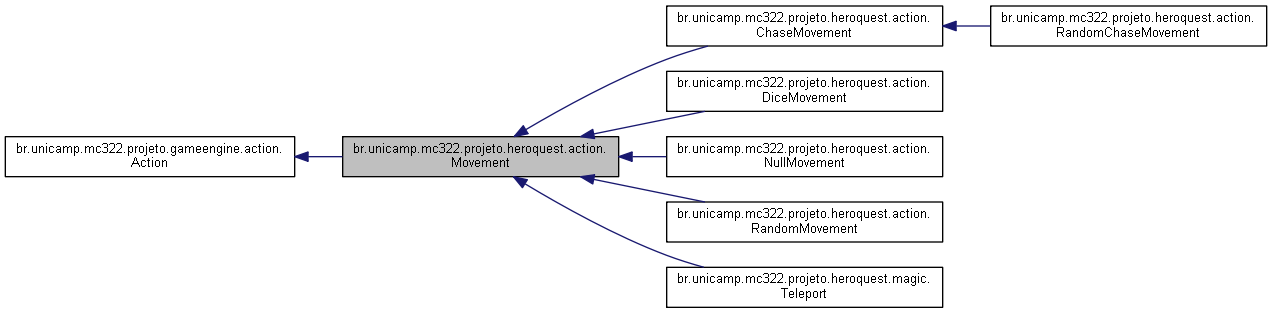 br.unicamp.mc322.projeto.gameengine.action.
Action
br.unicamp.mc322.projeto.heroquest.action.
Movement
br.unicamp.mc322.projeto.heroquest.action.
ChaseMovement
br.unicamp.mc322.projeto.heroquest.action.
RandomChaseMovement
br.unicamp.mc322.projeto.heroquest.action.
DiceMovement
br.unicamp.mc322.projeto.heroquest.action.
NullMovement
br.unicamp.mc322.projeto.heroquest.action.
RandomMovement
br.unicamp.mc322.projeto.heroquest.magic.
Teleport